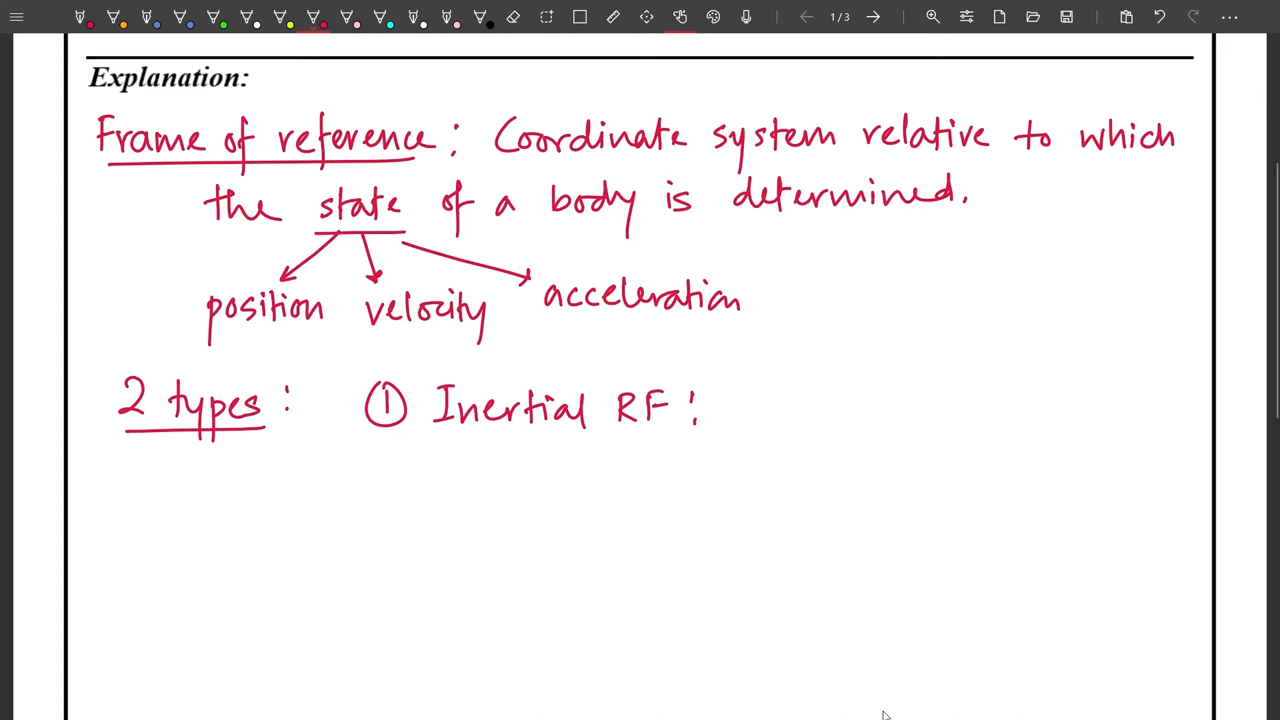 1/3
Explanation:
Frame of reference: Coordinate system relative to which
the state of a body is determined.
position velocity acceleration
2 types: ① Inertial RF: